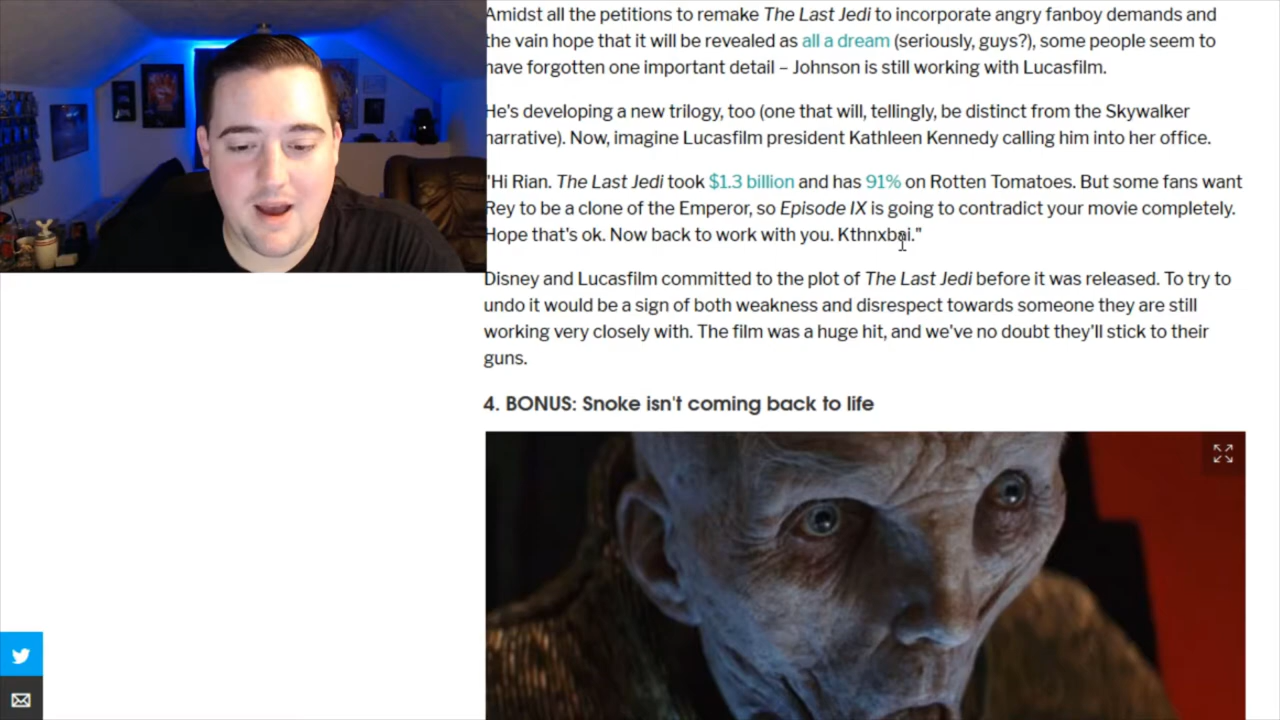 Amidst all the petitions to remake The Last Jedi to incorporate angry fanboy demands and
the vain hope that it will be revealed as all a dream (seriously, guys?), some people seem to
have forgotten one important detail – Johnson is still working with Lucasfilm.
He's developing a new trilogy, too (one that will, tellingly, be distinct from the Skywalker
narrative). Now, imagine Lucasfilm president Kathleen Kennedy calling him into her office.
"Hi Rian. The Last Jedi took $1.3 billion and has 91% on Rotten Tomatoes. But some fans want
Rey to be a clone of the Emperor, so Episode IX is going to contradict your movie completely.
Hope that's ok. Now back to work with you. Kthnxbai."
Disney and Lucasfilm committed to the plot of The Last Jedi before it was released. To try to
undo it would be a sign of both weakness and disrespect towards someone they are still
working very closely with. The film was a huge hit, and we've no doubt they'll stick to their
guns.
4. BONUS: Snoke isn't coming back to life